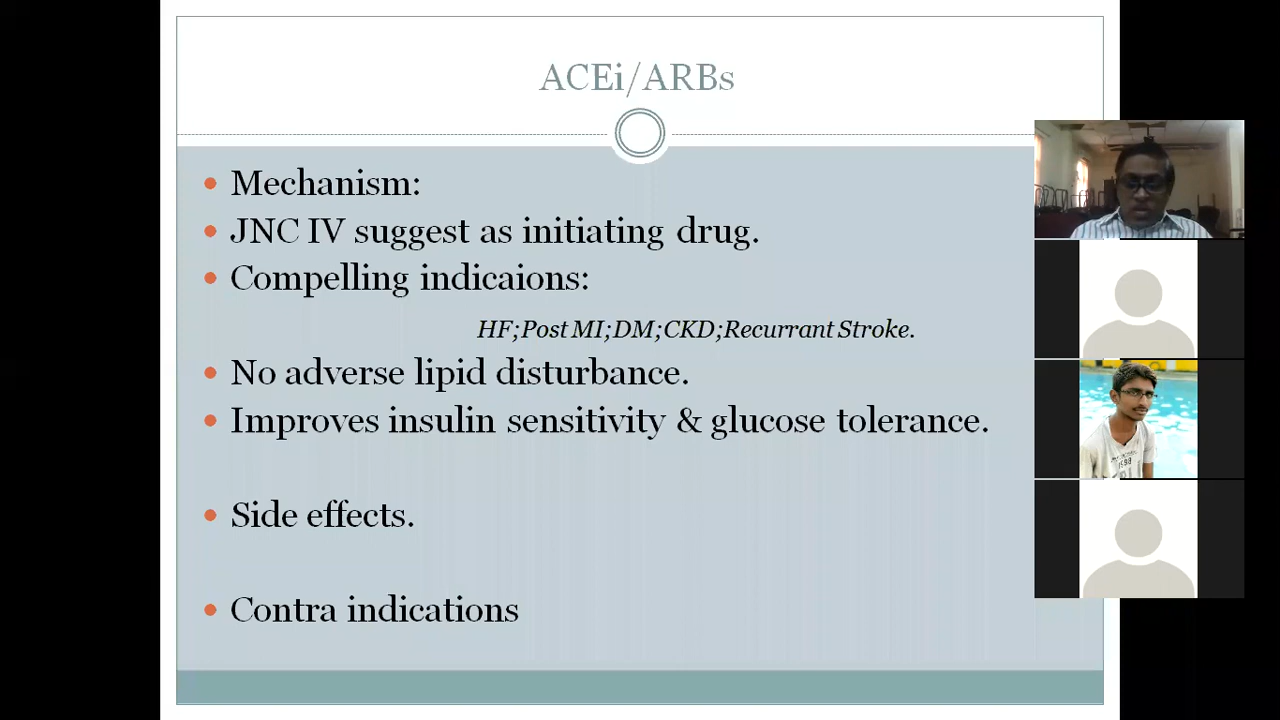 ACEi/ARBs
Mechanism:
JNC IV suggest as initiating drug.
Compelling indicaions:
HF;Post MI;DM;CKD;Recurrant Stroke.
No adverse lipid disturbance.
Improves insulin sensitivity & glucose tolerance.
Side effects.
Contra indications